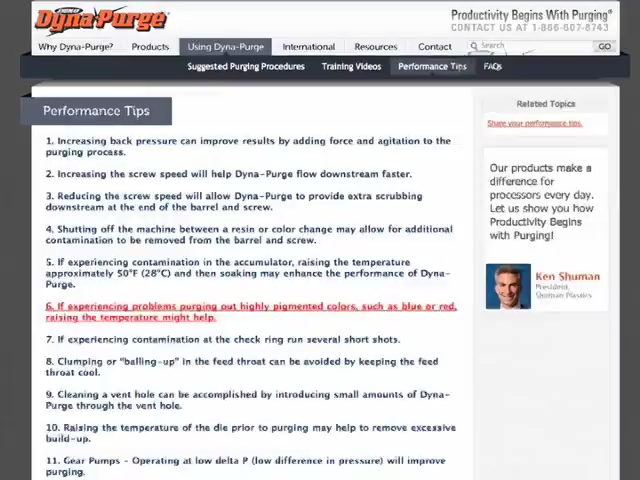 Dyna-Purge
Productivity Begins With Purging
CONTACT US AT 1-866-607-8743
Why Dyna-Purge?
Products
Using Dyna-Purge
International
Resources
Contact
Search
GO
Suggested Purging Procedures
Training Videos
Performance Tips
FAQs
Performance Tips
1. Increasing back pressure can improve results by adding force and agitation to the
purging process.
2. Increasing the screw speed will help Dyna-Purge flow downstream faster.
3. Reducing the screw speed will allow Dyna-Purge to provide extra scrubbing
downstream at the end of the barrel and screw.
4. Shutting off the machine between a resin or color change may allow for additional
contamination to be removed from the barrel and screw.
5. If experiencing contamination in the accumulator, raising the temperature
approximately 50°F (28°C) and then soaking may enhance the performance of Dyna-
Purge.
6. If experiencing problems purging out highly pigmented colors, such as blue or red,
raising the temperature might help.
7. If experiencing contamination at the check ring run several short shots.
8. Clumping or “balling-up” in the feed throat can be avoided by keeping the feed
throat cool.
9. Cleaning a vent hole can be accomplished by introducing small amounts of Dyna-
Purge through the vent hole.
10. Raising the temperature of the die prior to purging may help to remove excessive
build-up.
11. Gear Pumps - Operating at low delta P (low difference in pressure) will improve
purging.
Related Topics
Share your performance tips.
Our products make a
difference for
processors every day.
Let us show you how
Productivity Begins
with Purging!
Ken Shuman
President,
Shuman Plastics